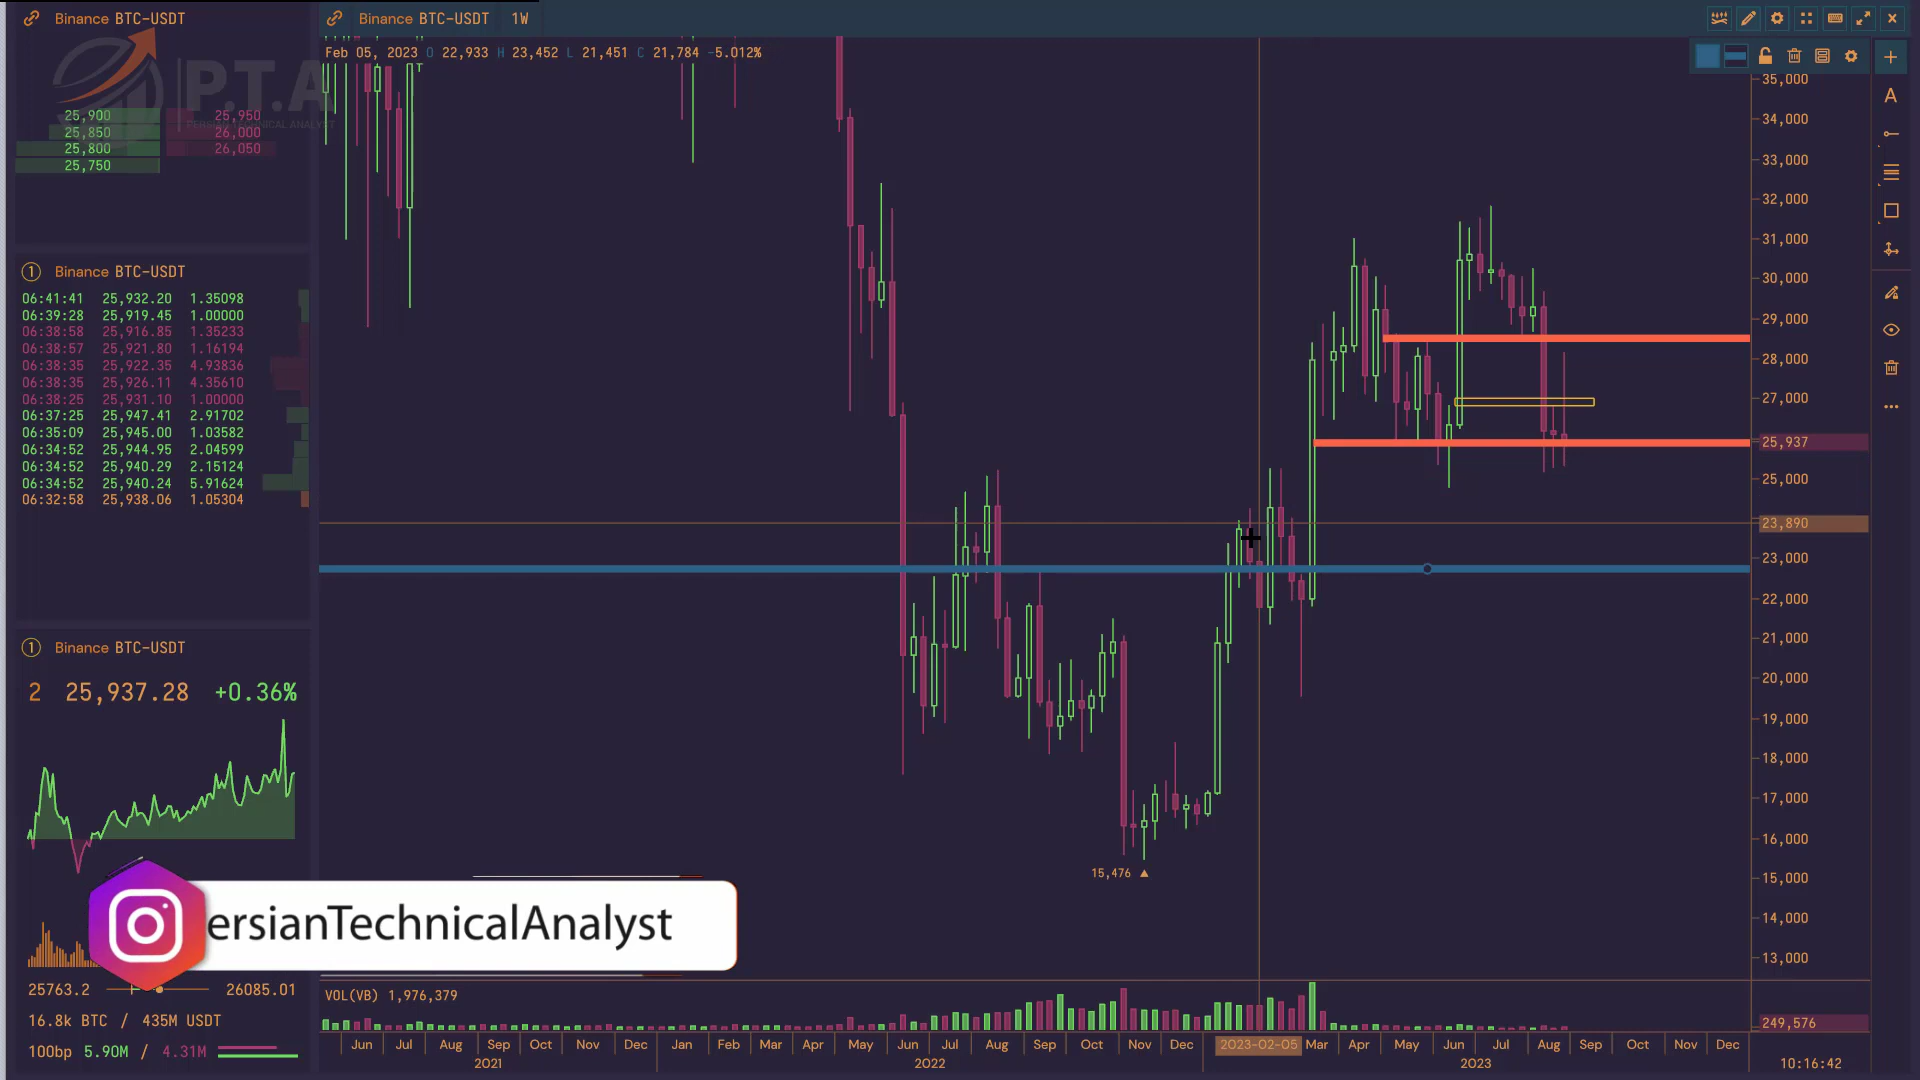 Binance BTC-USDT
Binance BTC-USDT 1W
Feb 05, 2023 O 22,933 H 23,452 L 21,451 C 21,784 -5.012%
P.T.A
PERSIAN TECHNICAL ANALYST
25,900 25,950
25,850 26,000
25,800 26,050
25,750
1 Binance BTC-USDT
06:41:41 25,932.20 1.35098
06:39:28 25,919.45 1.00000
06:38:58 25,916.85 1.35233
06:38:57 25,921.80 1.16194
06:38:35 25,922.35 4.93836
06:38:35 25,926.11 4.35610
06:38:25 25,931.10 1.00000
06:37:25 25,947.41 2.91702
06:35:09 25,945.00 1.03582
06:34:52 25,944.95 2.04599
06:34:52 25,940.29 2.15124
06:34:52 25,940.24 5.91624
06:32:58 25,938.06 1.05304
1 Binance BTC-USDT
2 25,937.28 +0.36%
ersianTechnicalAnalyst
25763.2 26085.01
16.8k BTC / 435M USDT
100bp 5.90M / 4.31M
35,000
34,000
33,000
32,000
31,000
30,000
29,000
28,000
27,000
25,937
25,000
23,890
23,000
22,000
21,000
20,000
19,000
18,000
17,000
16,000
15,000
14,000
13,000
15,476
VOL(VB) 1,976,379
249,576
Jun Jul Aug Sep Oct Nov Dec Jan Feb Mar Apr May Jun Jul Aug Sep Oct Nov Dec 2023-02-05 Mar Apr May Jun Jul Aug Sep Oct Nov Dec
2021 2022 2023
10:16:42
A